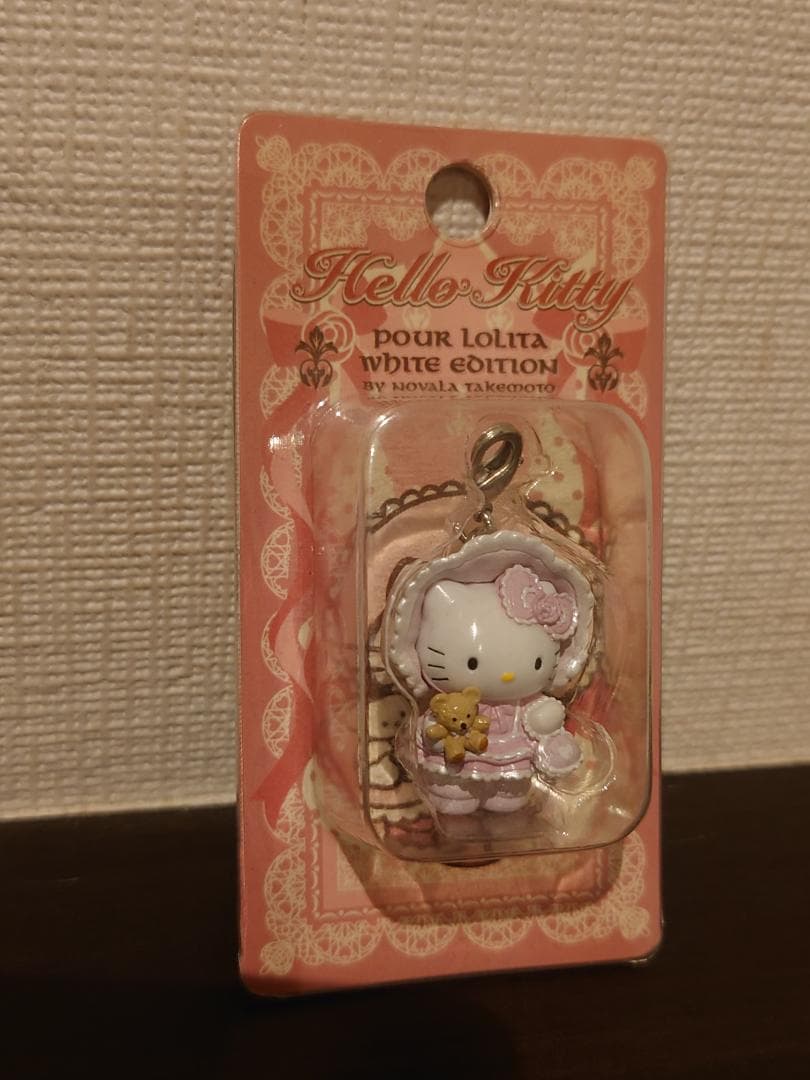 Hello Kitty
POUR LOLITA
WHITE EDITION
BY NOVALA TAKEMOTO